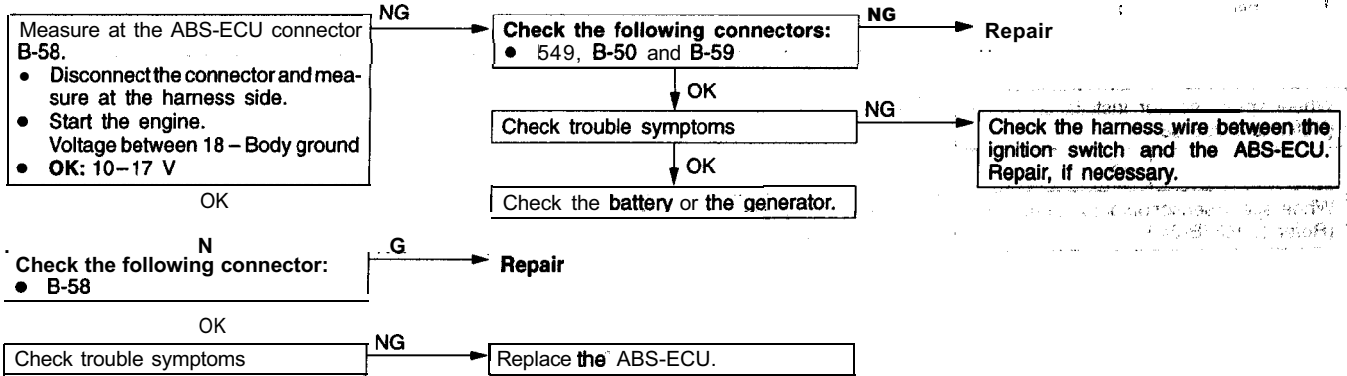 Measure at the ABS-ECU connector
B-58.
● Disconnect the connector and mea-
sure at the harness side.
● Start the engine.
Voltage between 18 – Body ground
● OK: 10–17 V
NG
Check the following connectors:
● 549, B-50 and B-59
NG
Repair
OK
Check trouble symptoms
NG
Check the harness wire between the
ignition switch and the ABS-ECU.
Repair, if necessary.
OK
Check the battery or the generator.
OK
N
G
Check the following connector:
● B-58
Repair
OK
Check trouble symptoms
NG
Replace the ABS-ECU.